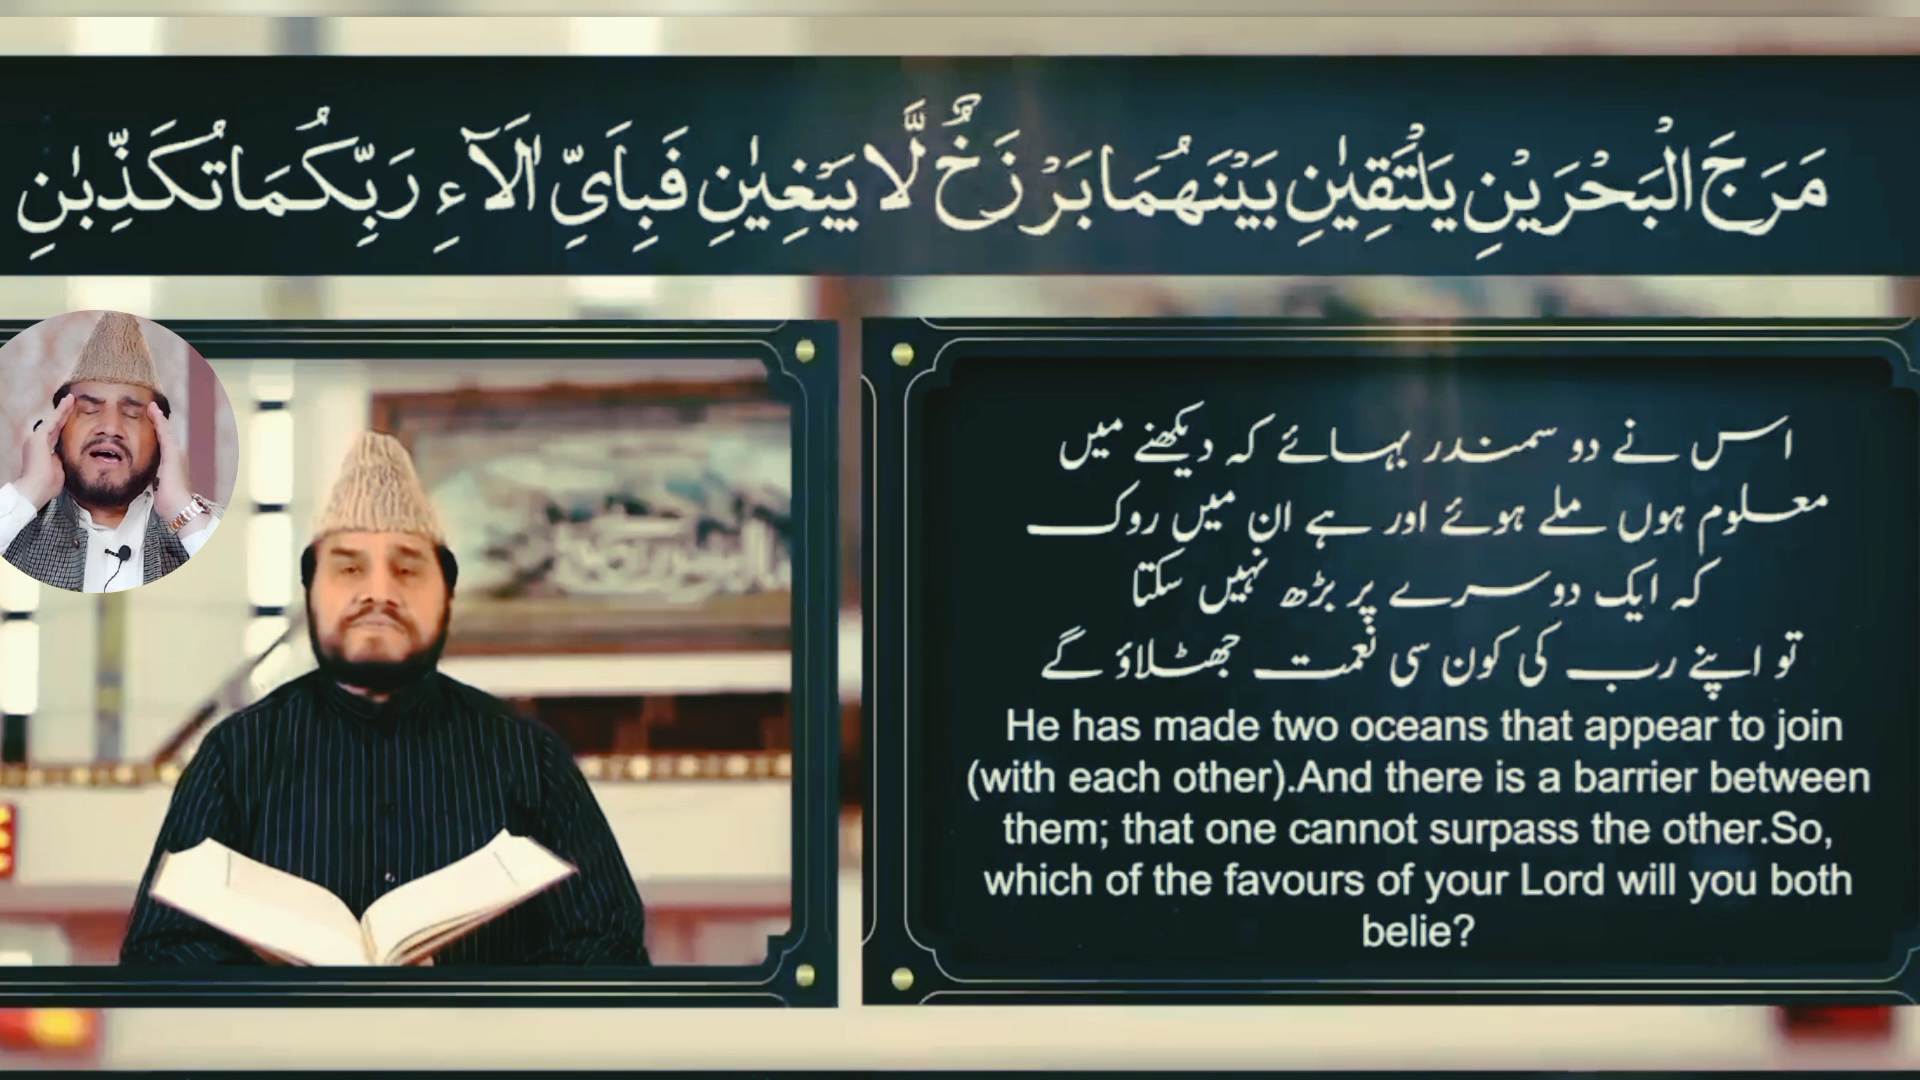 مَرَجَ الْبَحْرَيْنِ يَلْتَقِيٰنِ بَيْنَهُمَا بَرْزَخٌ لَّا يَبْغِيٰنِ فَبِاَيِّ اٰلَآءِ رَبِّكُمَا تُكَذِّبٰنِ
اس نے دو سمندر بہائے کہ دیکھنے میں
معلوم ہوں ملے ہوئے اور ہے ان میں روک
کہ ایک دوسرے پر بڑھ نہیں سکتا
تو اپنے رب کی کون سی نعمت جھٹلاؤ گے
He has made two oceans that appear to join
(with each other).And there is a barrier between
them; that one cannot surpass the other.So,
which of the favours of your Lord will you both
belie?